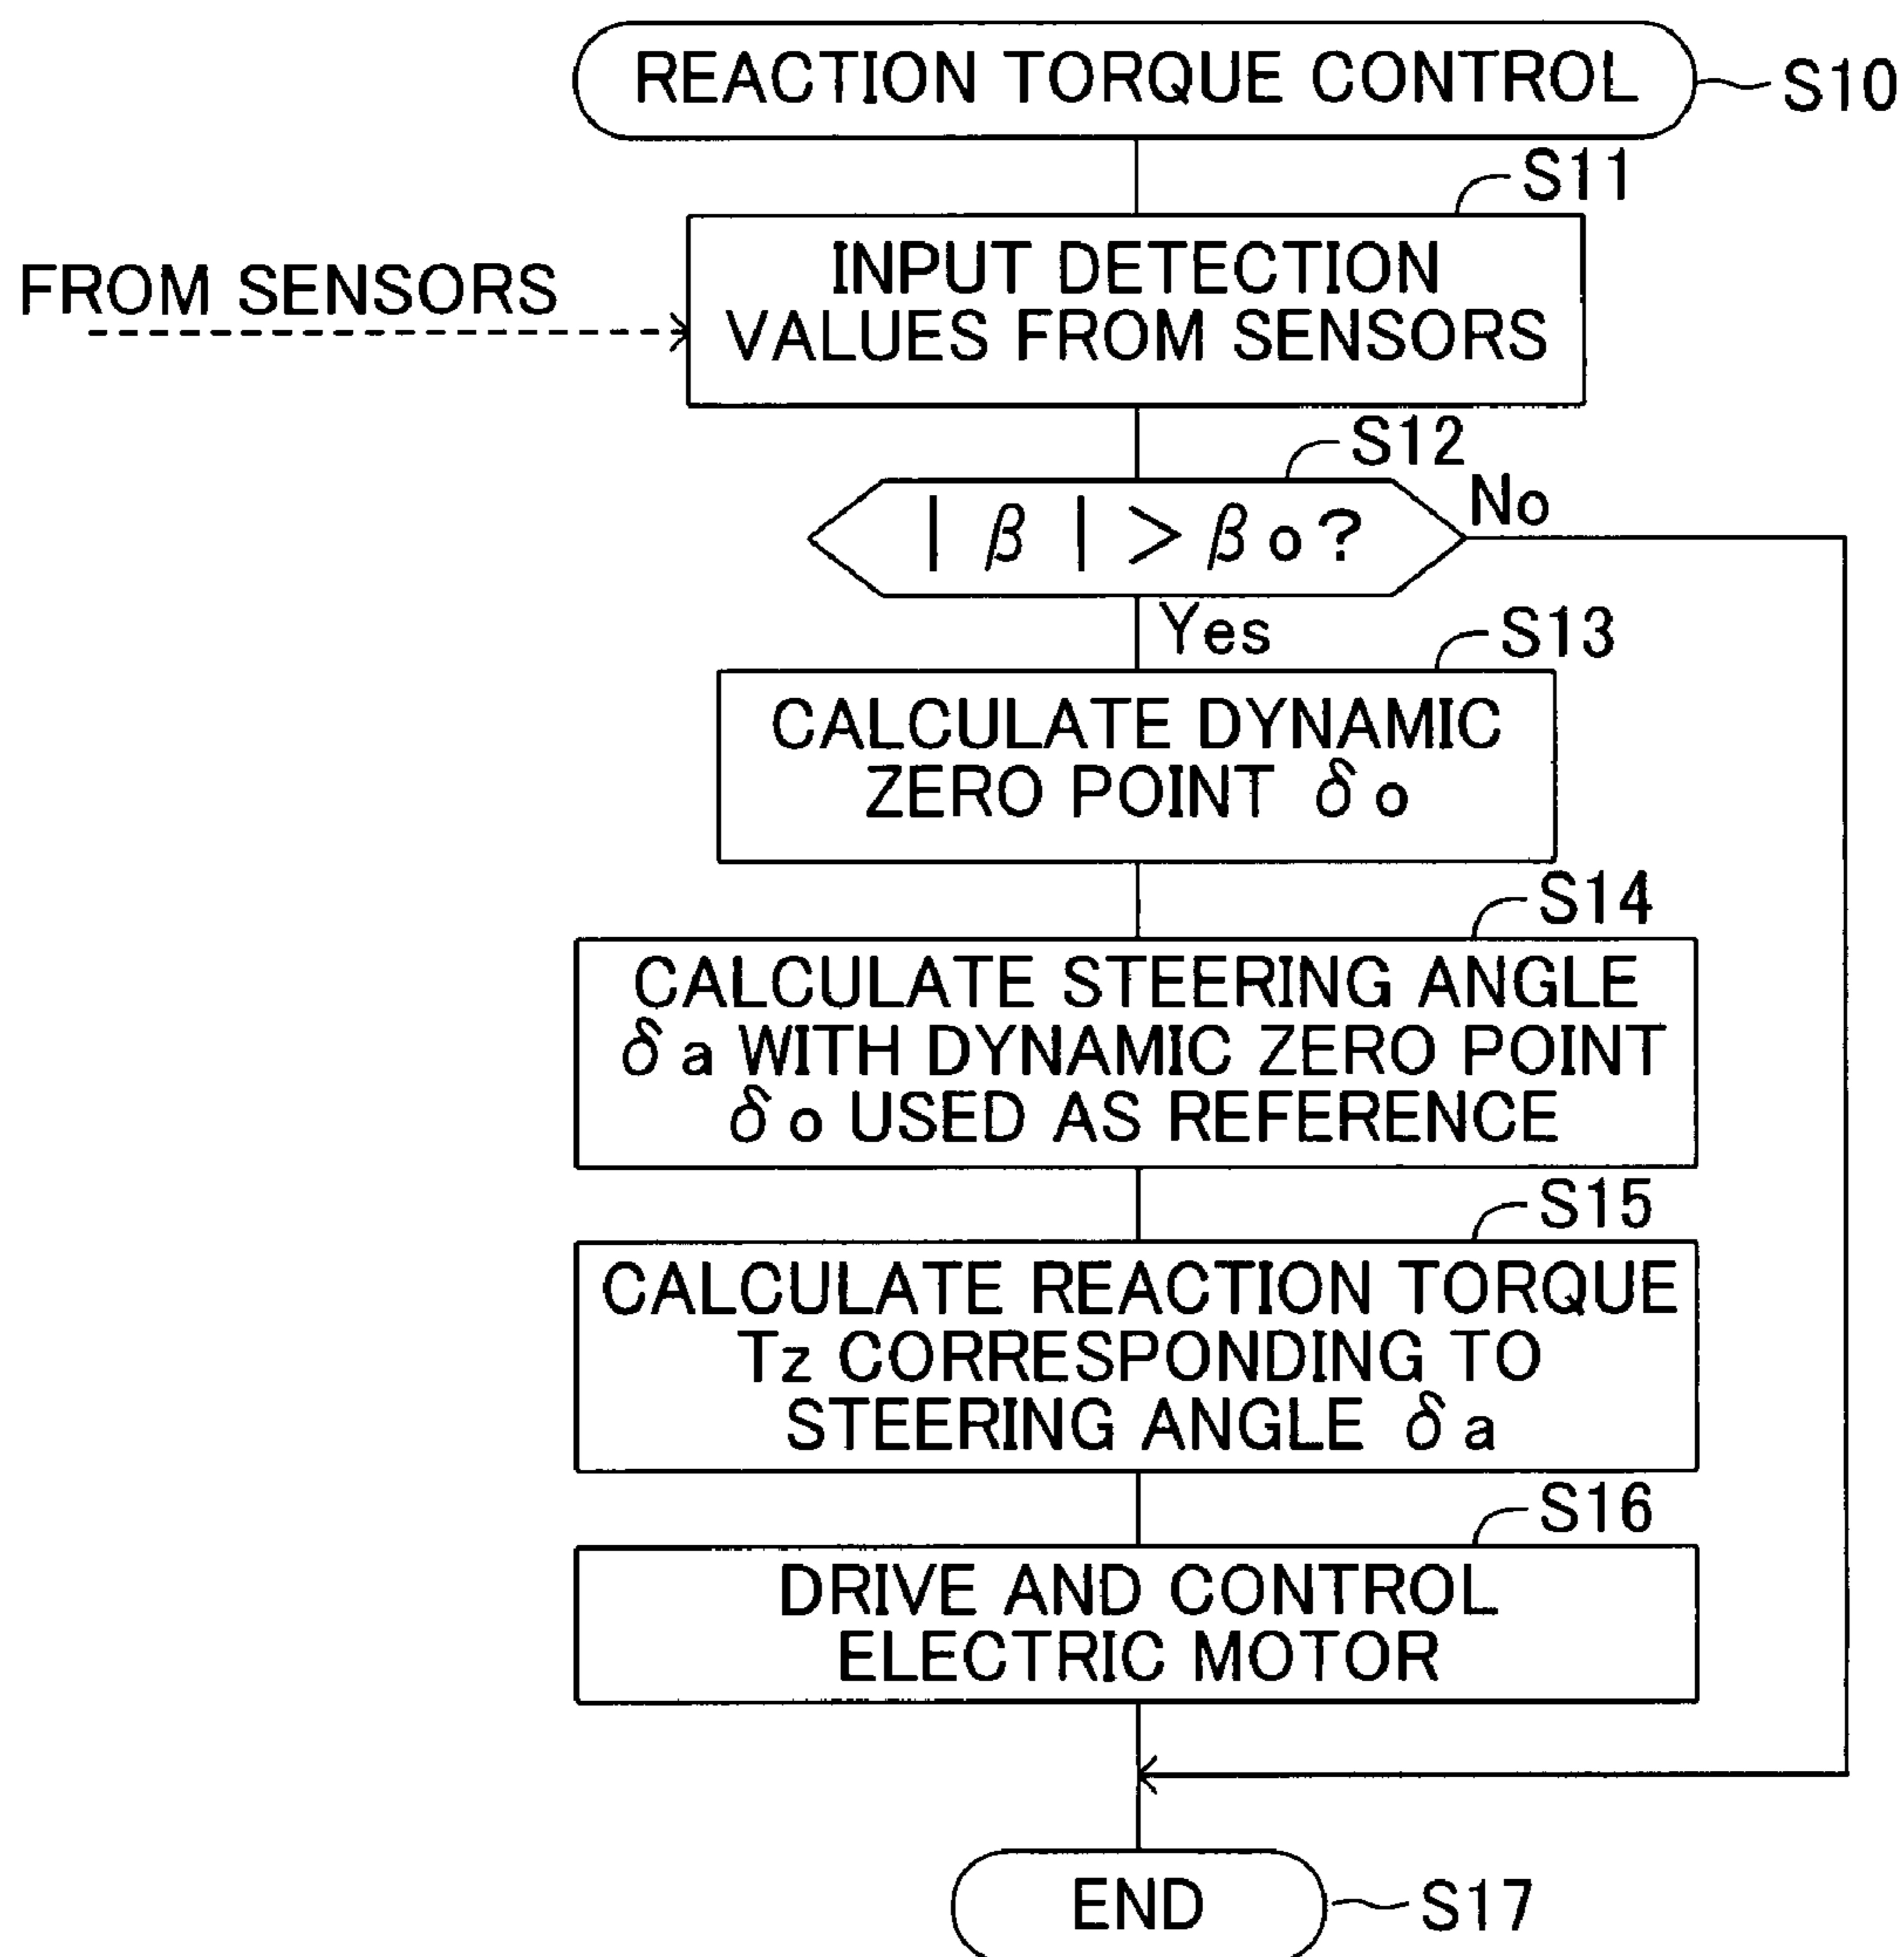 REACTION TORQUE CONTROL
S10
S11
FROM SENSORS
INPUT DETECTION
VALUES FROM SENSORS
S12
| β | > βo?
No
Yes
S13
CALCULATE DYNAMIC
ZERO POINT δo
S14
CALCULATE STEERING ANGLE
δa WITH DYNAMIC ZERO POINT
δo USED AS REFERENCE
S15
CALCULATE REACTION TORQUE
Tz CORRESPONDING TO
STEERING ANGLE δa
S16
DRIVE AND CONTROL
ELECTRIC MOTOR
END
S17